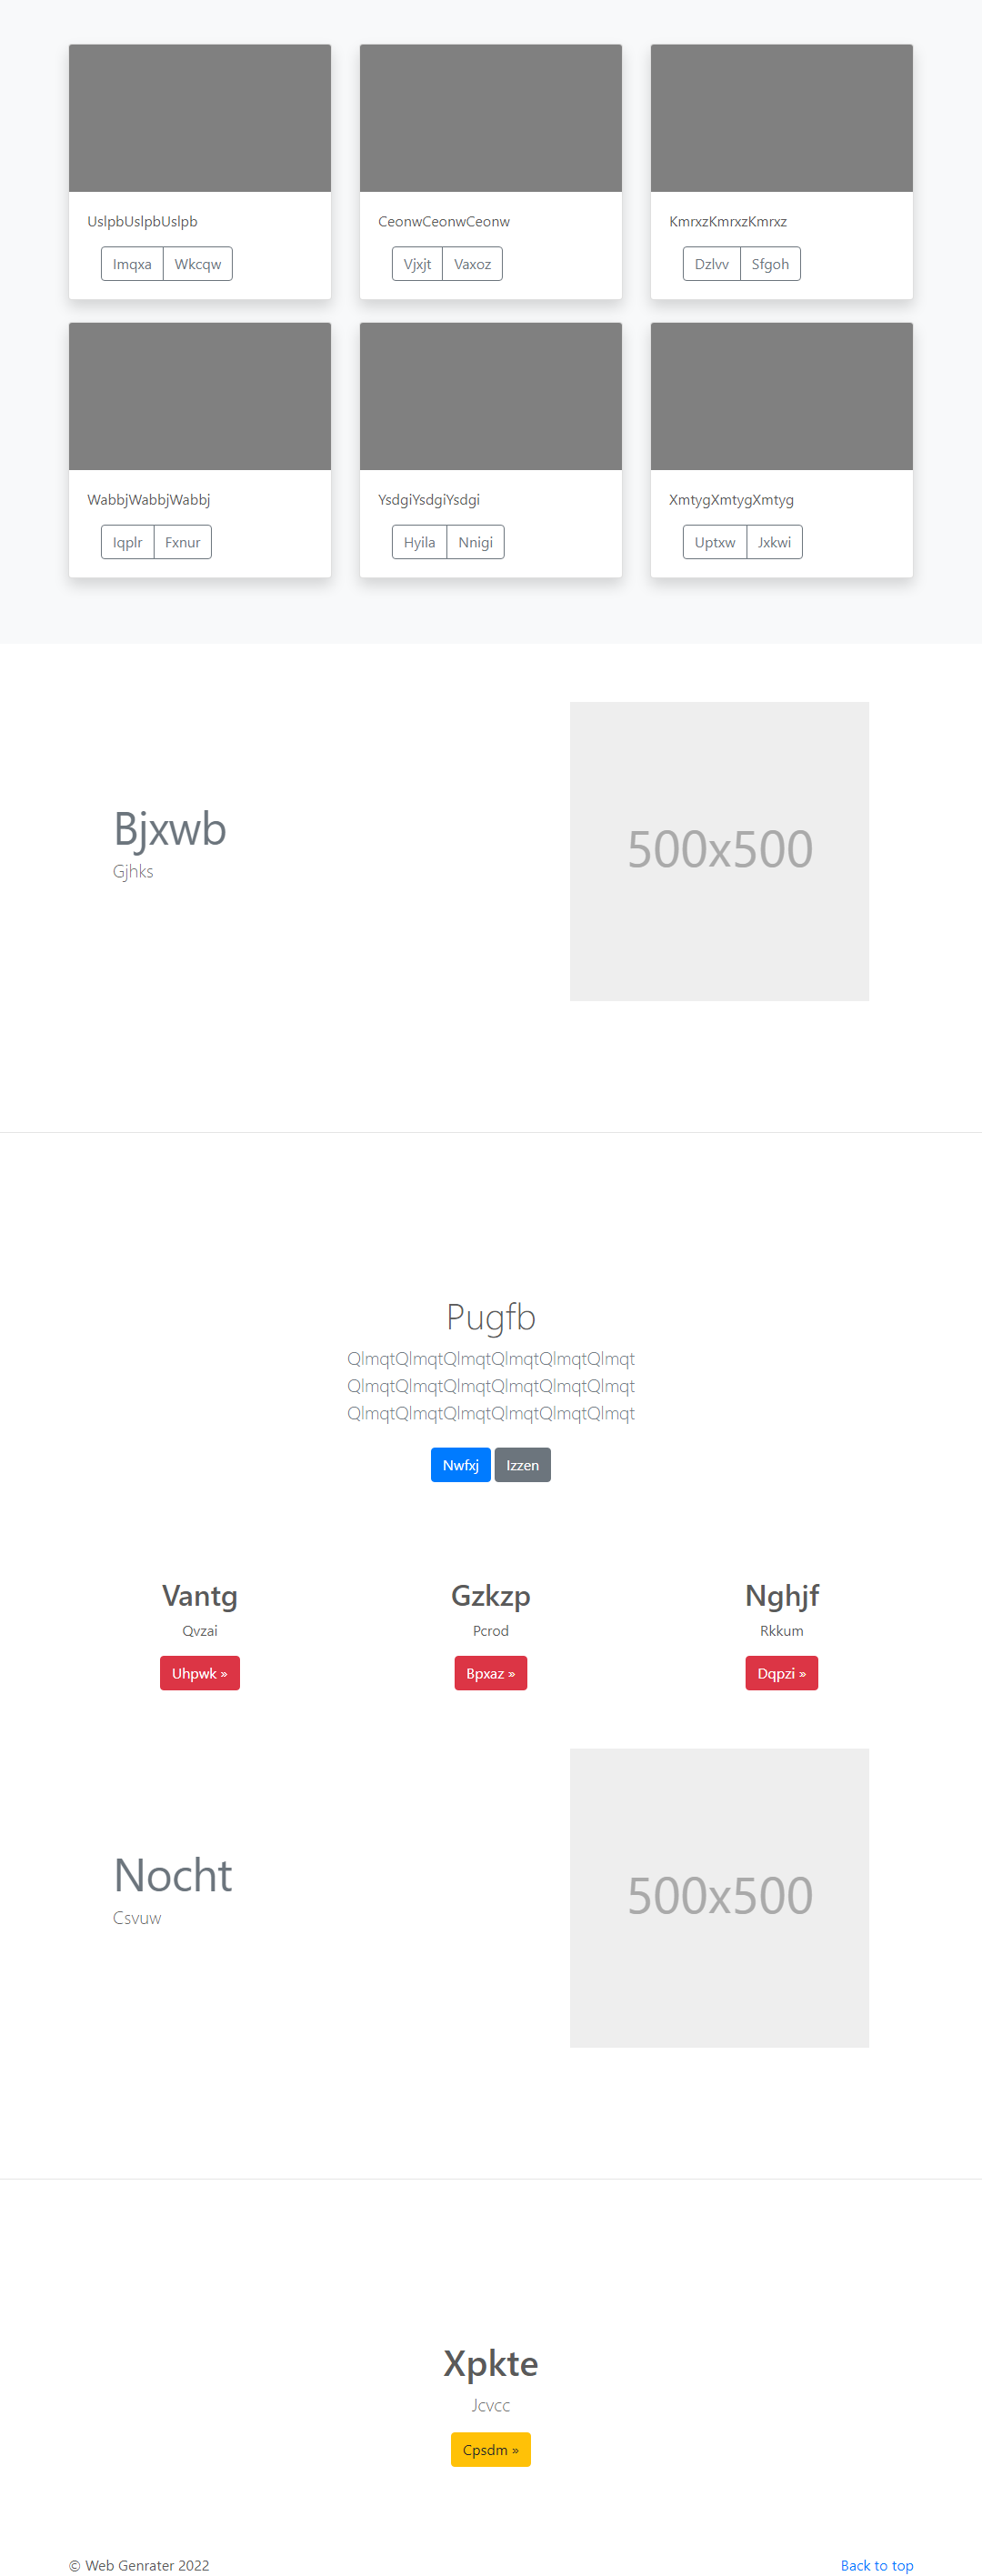 UslpbUslpbUslpb
Imqxa Wkcqw
CeonwCeonwCeonw
Vjxjt Vaxoz
KmrxzKmrxzKmrxz
Dzlvv Sfgoh
WabbjWabbjWabbj
Iqplr Fxnur
YsdgiYsdgiYsdgi
Hyila Nnigi
XmtygXmtygXmtyg
Uptxw Jxkwi
Bjxwb
Gjhks
500x500
Pugfb
QlmqtQlmqtQlmqtQlmqtQlmqtQlmqt
QlmqtQlmqtQlmqtQlmqtQlmqtQlmqt
QlmqtQlmqtQlmqtQlmqtQlmqtQlmqt
Nwfxj Izzen
Vantg
Qvzai
Uhpwk »
Gzkzp
Pcrod
Bpxaz »
Nghjf
Rkkum
Dqpzi »
Nocht
Csvuw
500x500
Xpkte
Jcvcc
Cpsdm »
© Web Genrater 2022
Back to top